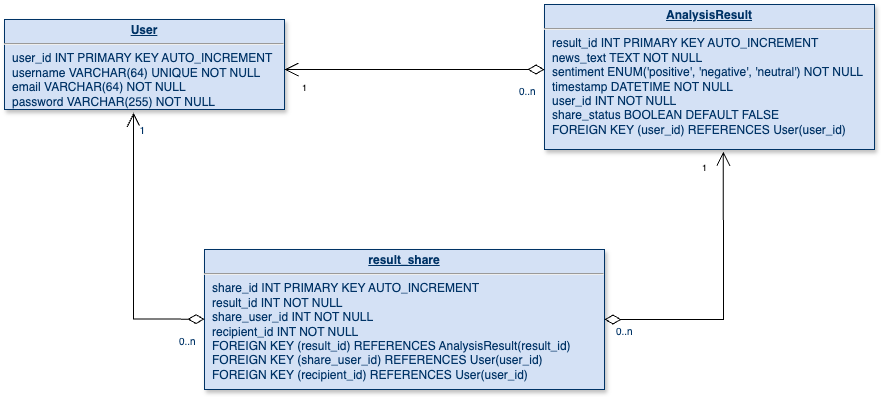 User
user_id INT PRIMARY KEY AUTO_INCREMENT
username VARCHAR(64) UNIQUE NOT NULL
email VARCHAR(64) NOT NULL
password VARCHAR(255) NOT NULL
AnalysisResult
result_id INT PRIMARY KEY AUTO_INCREMENT
news_text TEXT NOT NULL
sentiment ENUM('positive', 'negative', 'neutral') NOT NULL
timestamp DATETIME NOT NULL
user_id INT NOT NULL
share_status BOOLEAN DEFAULT FALSE
FOREIGN KEY (user_id) REFERENCES User(user_id)
1
0..n
1
1
result_share
share_id INT PRIMARY KEY AUTO_INCREMENT
result_id INT NOT NULL
share_user_id INT NOT NULL
recipient_id INT NOT NULL
FOREIGN KEY (result_id) REFERENCES AnalysisResult(result_id)
FOREIGN KEY (share_user_id) REFERENCES User(user_id)
FOREIGN KEY (recipient_id) REFERENCES User(user_id)
0..n
0..n